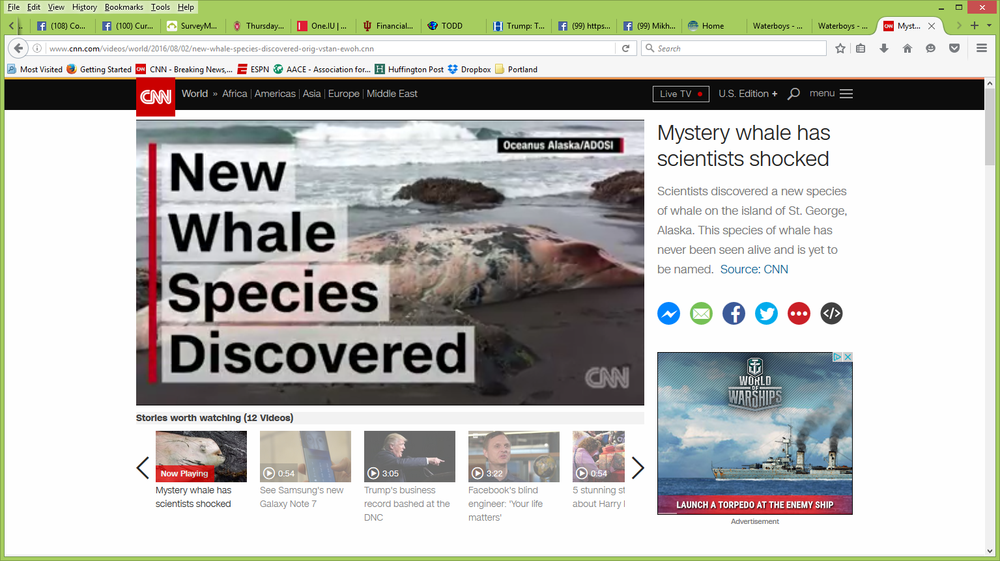 File Edit View History Bookmarks Tools Help
.. (108) Co... (100) Cur... SurveyM... Thursday... One.IU | ... Financial... TODD Trump: T... (99) https... (99) Mikh... Home Waterboys - ... Waterboys - ... Myst...
www.cnn.com/videos/world/2016/08/02/new-whale-species-discovered-orig-vstan-ewoh.cnn Search
Most Visited Getting Started CNN - Breaking News,... ESPN AACE - Association for... Huffington Post Dropbox Portland
CNN World » Africa | Americas | Asia | Europe | Middle East Live TV U.S. Edition + menu
Oceanus Alaska/ADOSI
New
Whale
Species
Discovered
CNN
Mystery whale has
scientists shocked
Scientists discovered a new species
of whale on the island of St. George,
Alaska. This species of whale has
never been seen alive and is yet to
be named. Source: CNN
WORLD
OF
WARSHIPS
LAUNCH A TORPEDO AT THE ENEMY SHIP
Advertisement
Stories worth watching (12 Videos)
Now Playing 0:54 3:05 3:22 0:54
Mystery whale has
scientists shocked
See Samsung's new
Galaxy Note 7
Trump's business
record bashed at the
DNC
Facebook's blind
engineer: 'Your life
matters'
5 stunning st
about Harry